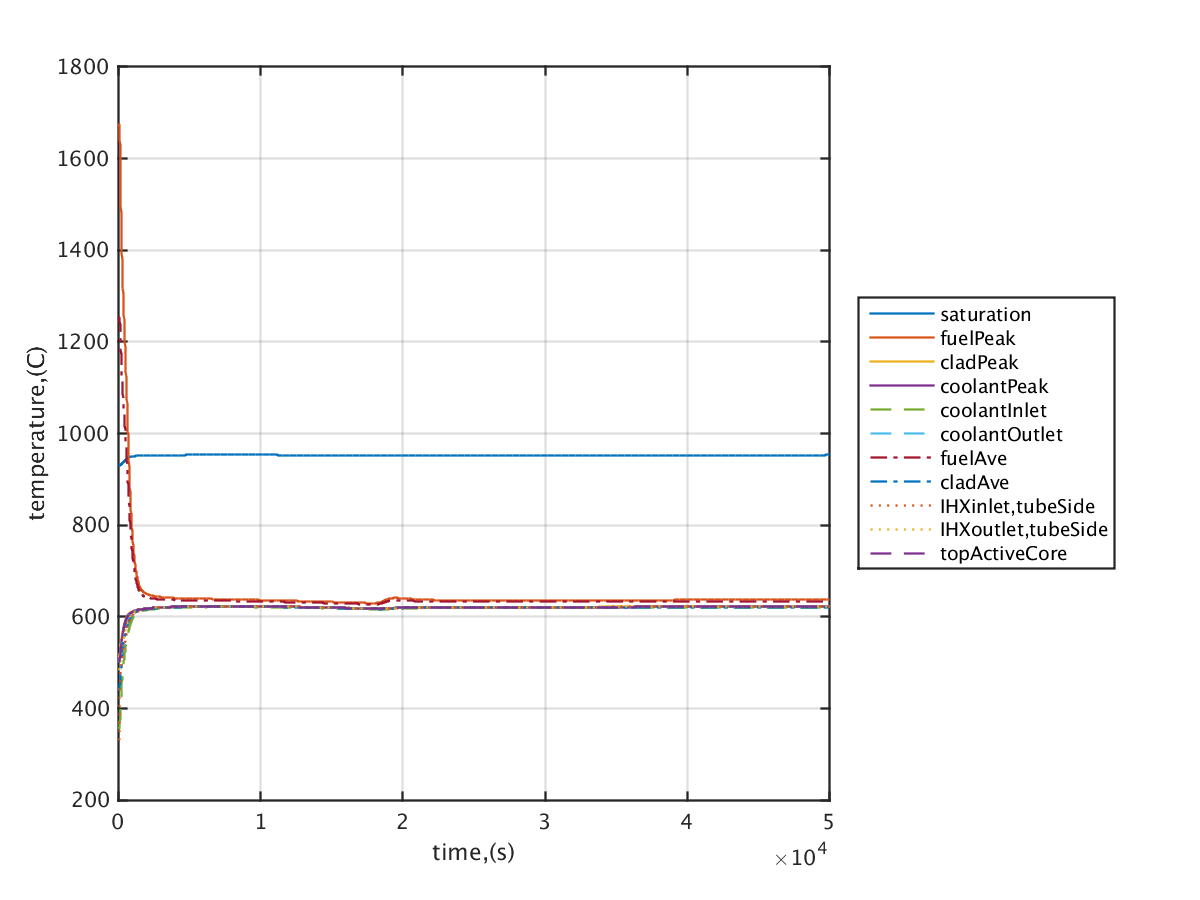 1800
1600
1400
1200
1000
800
600
400
200
temperature,(C)
0
1
2
3
4
5
time,(s)
×10^4
saturation
fuelPeak
cladPeak
coolantPeak
coolantInlet
coolantOutlet
fuelAve
cladAve
IHXinlet,tubeSide
IHXoutlet,tubeSide
topActiveCore